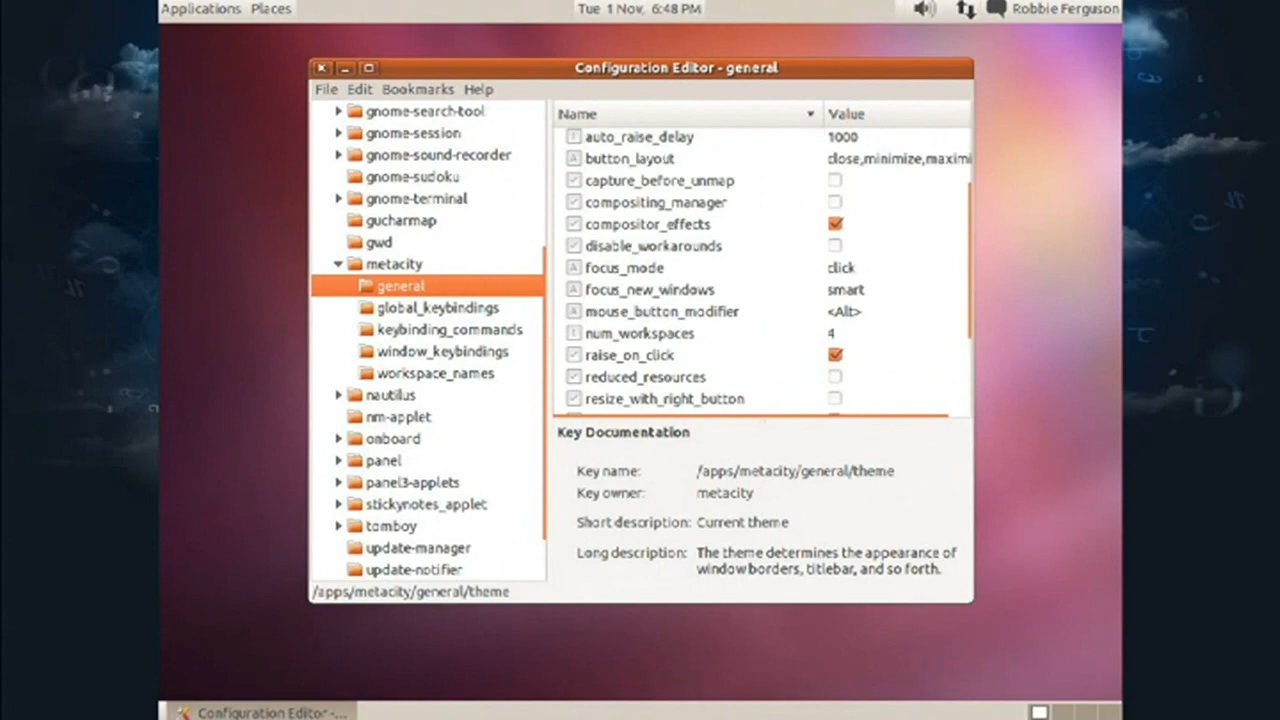 Applications Places Tue 1 Nov, 6:48 PM Robbie Ferguson
Configuration Editor - general
File Edit Bookmarks Help
gnome-search-tool
gnome-session
gnome-sound-recorder
gnome-sudoku
gnome-terminal
gucharmap
gwd
metacity
general
global_keybindings
keybinding_commands
window_keybindings
workspace_names
nautilus
nm-applet
onboard
panel
panel3-applets
stickynotes_applet
tomboy
update-manager
update-notifier
/apps/metacity/general/theme
Name Value
auto_raise_delay 1000
button_layout close,minimize,maximi
capture_before_unmap
compositing_manager
compositor_effects
disable_workarounds
focus_mode click
focus_new_windows smart
mouse_button_modifier <Alt>
num_workspaces 4
raise_on_click
reduced_resources
resize_with_right_button
Key Documentation
Key name: /apps/metacity/general/theme
Key owner: metacity
Short description: Current theme
Long description: The theme determines the appearance of
window borders, titlebar, and so forth.
Configuration Editor -...